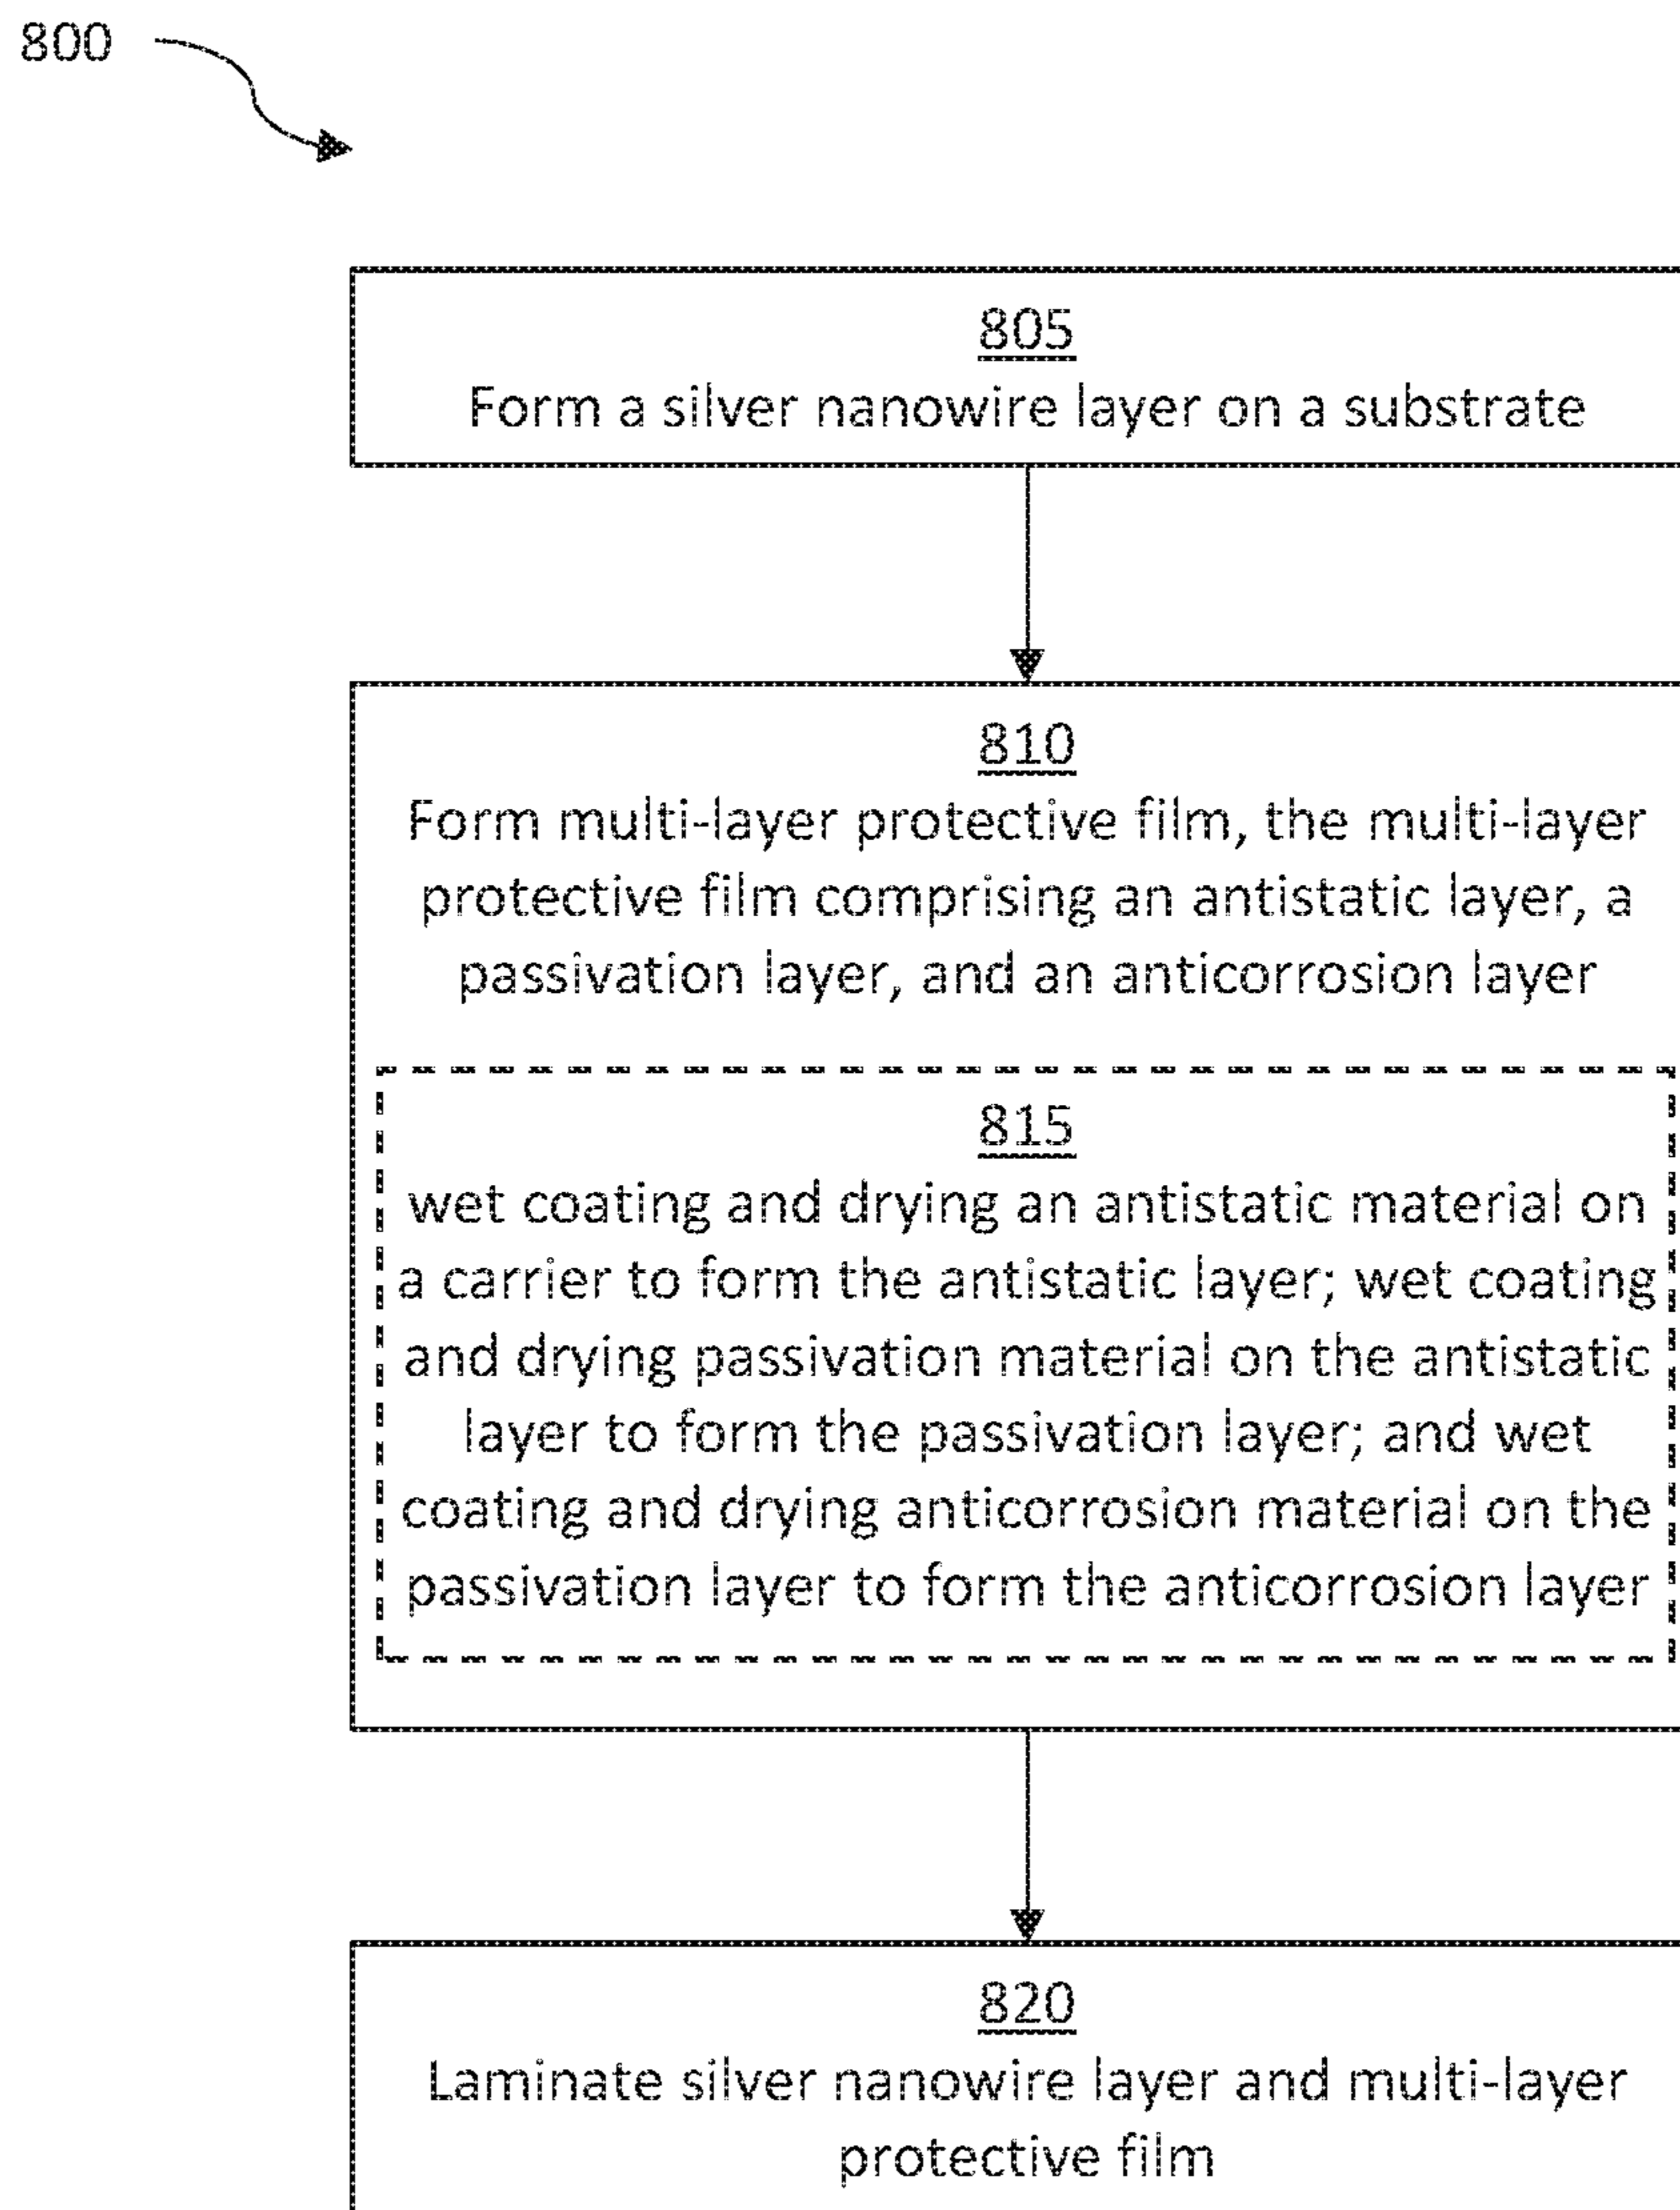 800
805
Form a silver nanowire layer on a substrate
810
Form multi-layer protective film, the multi-layer
protective film comprising an antistatic layer, a
passivation layer, and an anticorrosion layer
815
wet coating and drying an antistatic material on
a carrier to form the antistatic layer; wet coating
and drying passivation material on the antistatic
layer to form the passivation layer; and wet
coating and drying anticorrosion material on the
passivation layer to form the anticorrosion layer
820
Laminate silver nanowire layer and multi-layer
protective film